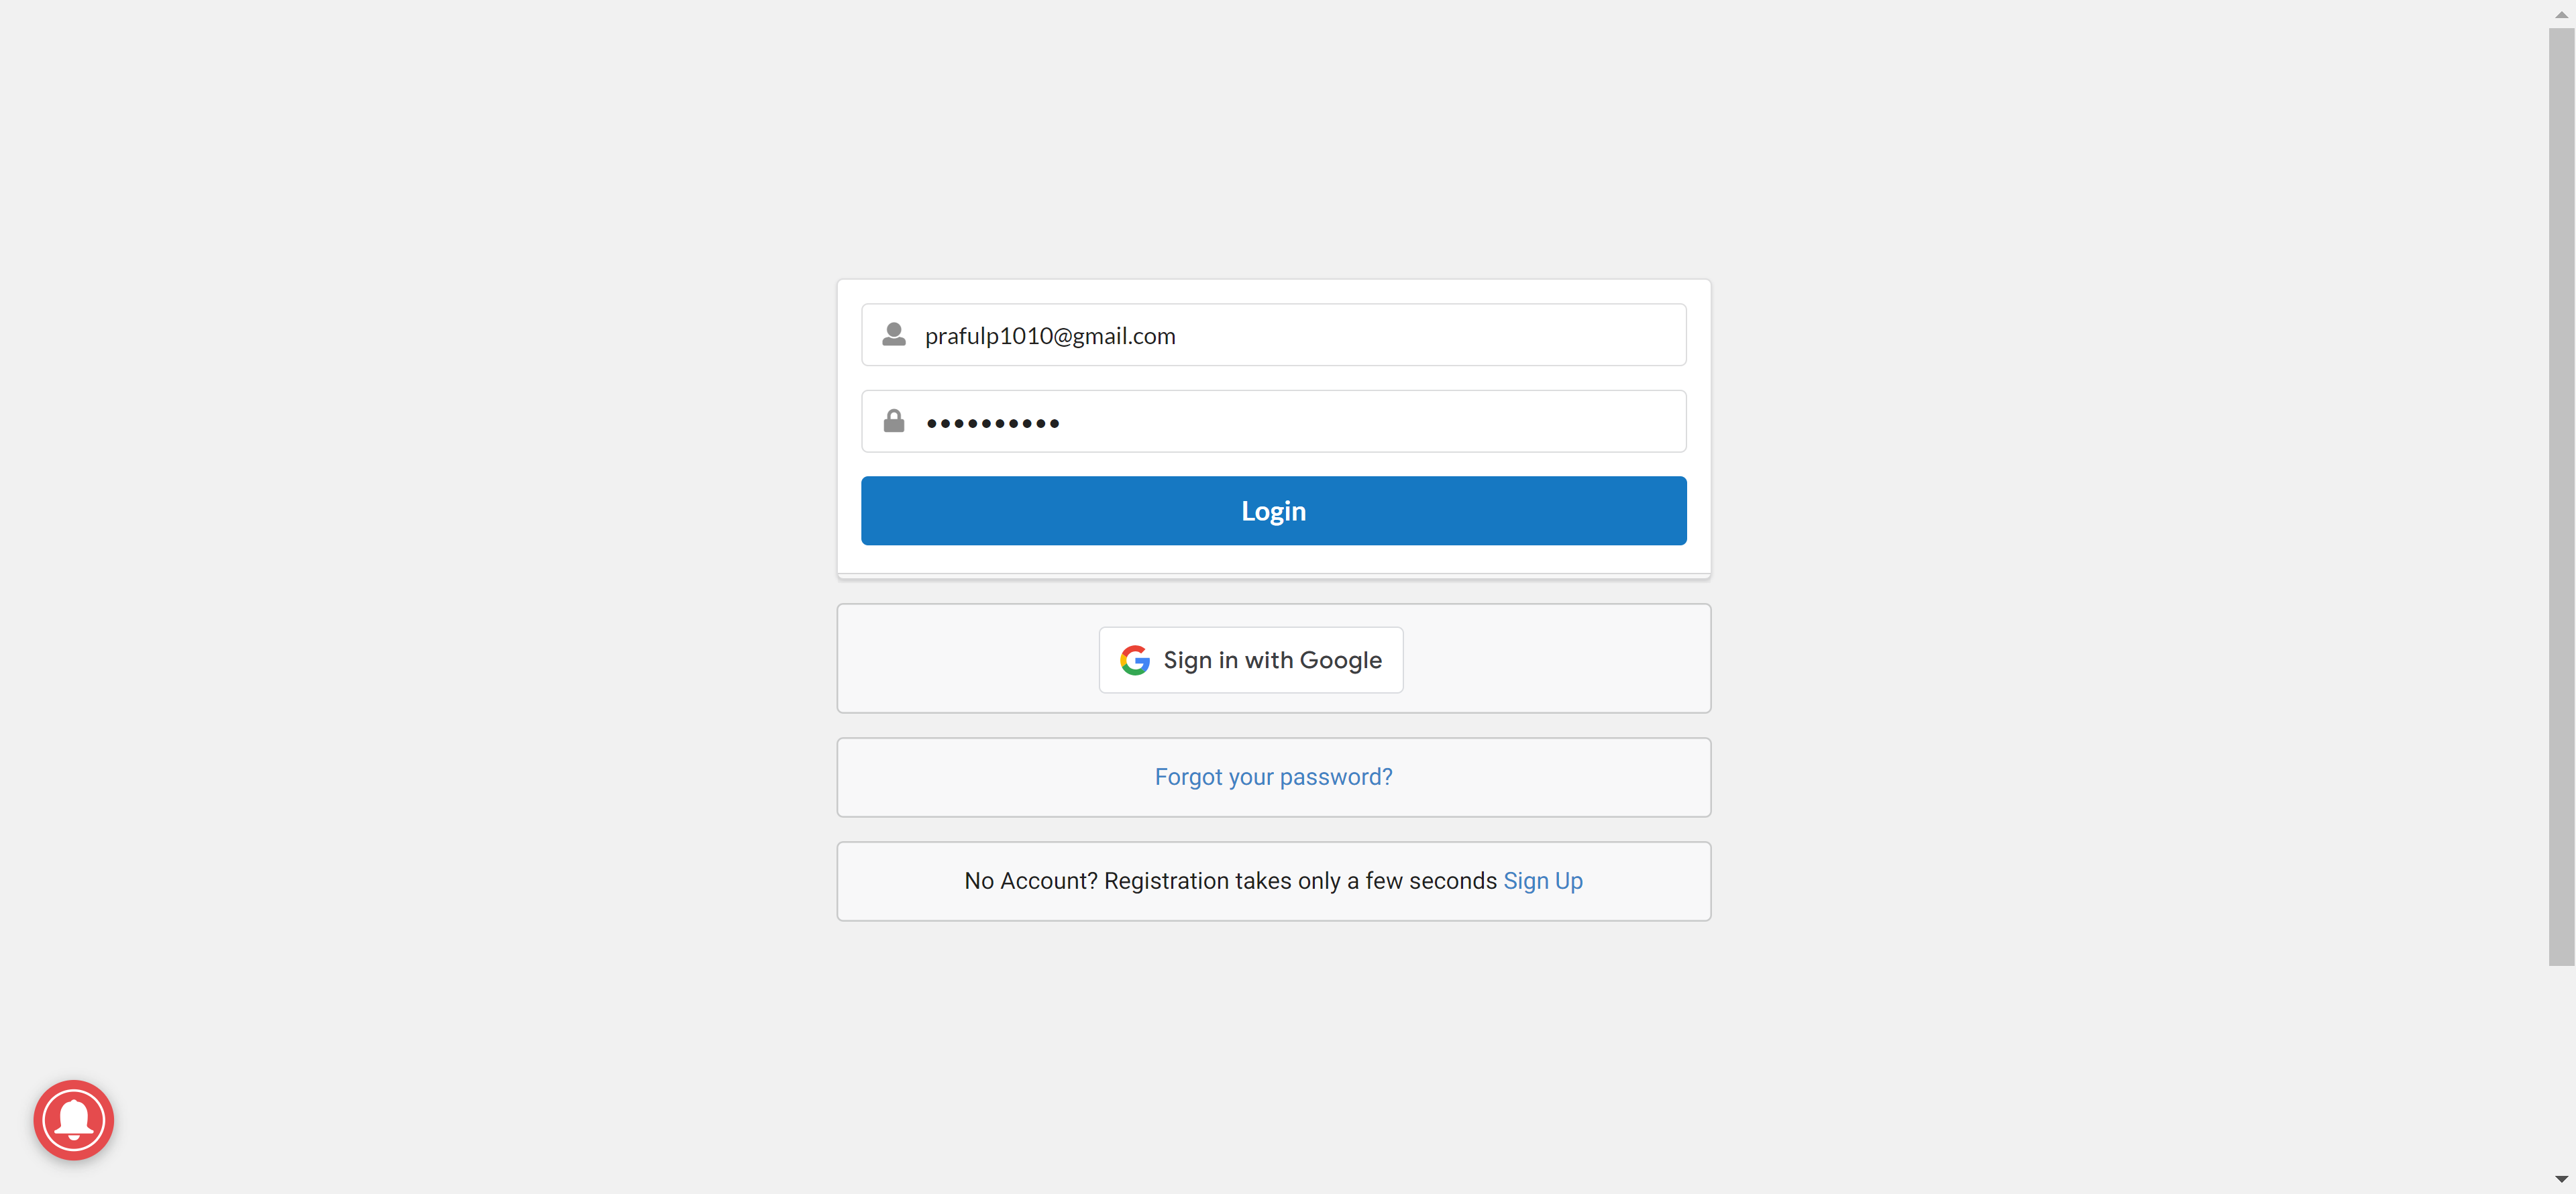 prafulp1010@gmail.com
••••••••••
Login
Sign in with Google
Forgot your password?
No Account? Registration takes only a few seconds Sign Up